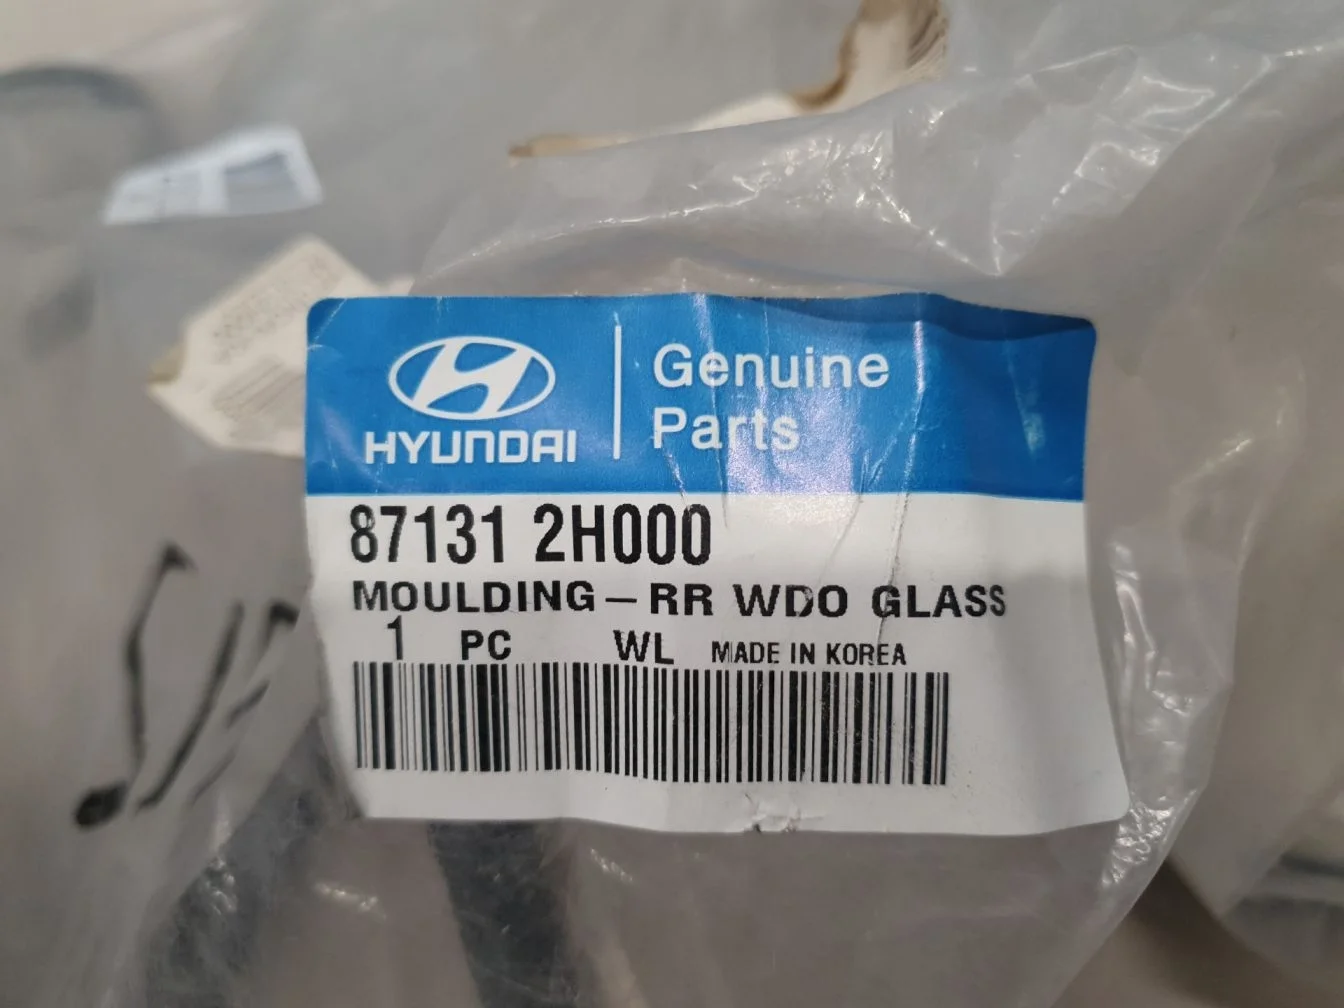 HYUNDAI
Genuine
Parts
87131 2H000
MOULDING-RR WDO GLASS
1 PC WL MADE IN KOREA